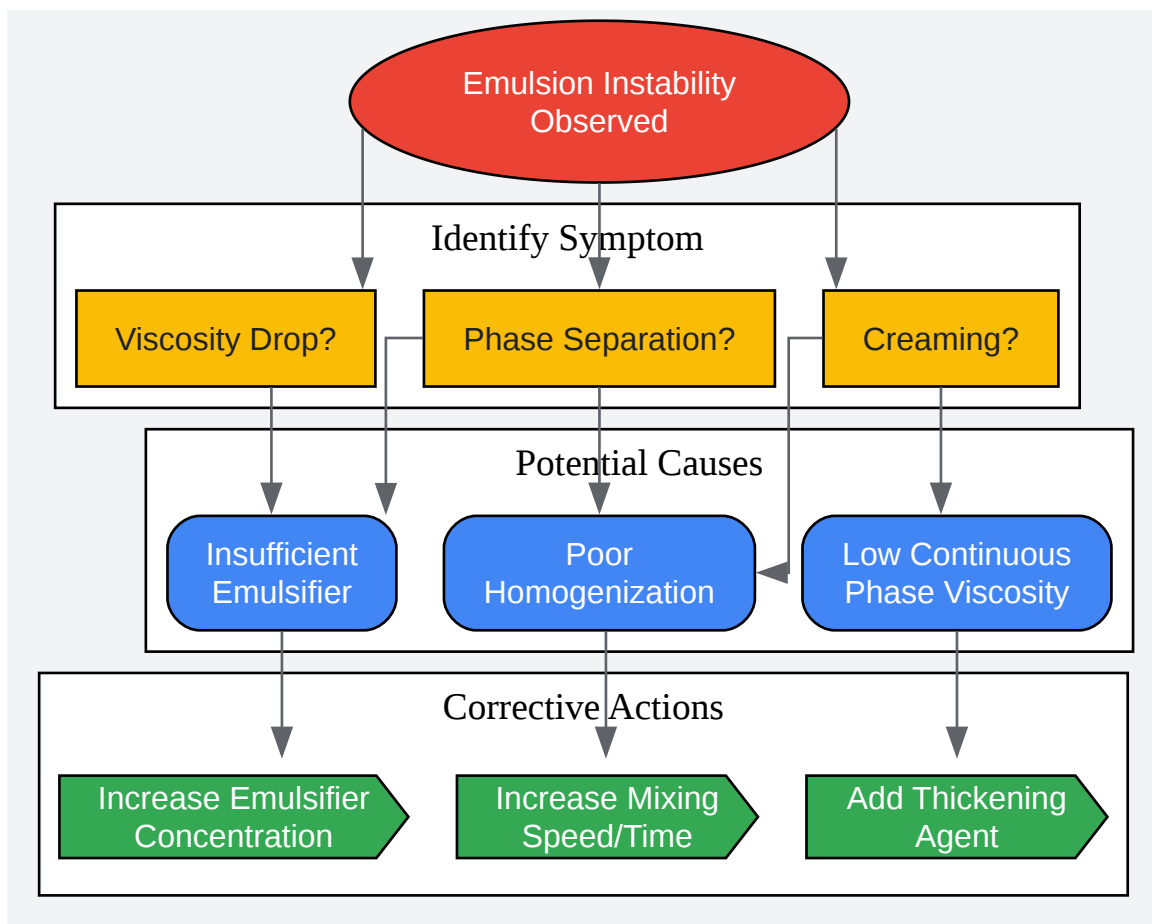 Emulsion Instability
Observed
Identify Symptom
Viscosity Drop?
Phase Separation?
Creaming?
Potential Causes
Insufficient
Emulsifier
Poor
Homogenization
Low Continuous
Phase Viscosity
Corrective Actions
Increase Emulsifier
Concentration
Increase Mixing
Speed/Time
Add Thickening
Agent